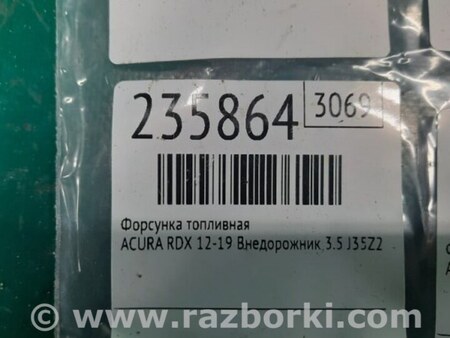 235864 3069
Форсунка топливная
ACURA RDX 12-19 Внедорожник 3.5 J35Z2
www.razborki.com